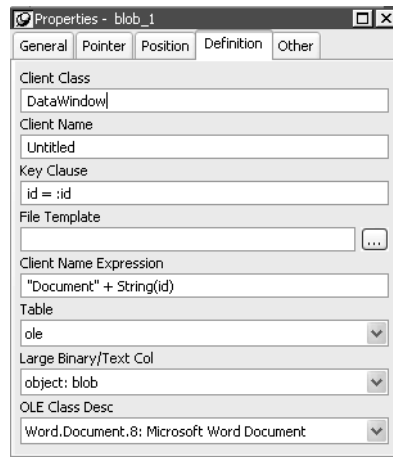 Properties - blob_1
General Pointer Position Definition Other
Client Class
DataWindow
Client Name
Untitled
Key Clause
id = :id
File Template
...
Client Name Expression
"Document" + String(id)
Table
ole
Large Binary/Text Col
object: blob
OLE Class Desc
Word.Document.8: Microsoft Word Document